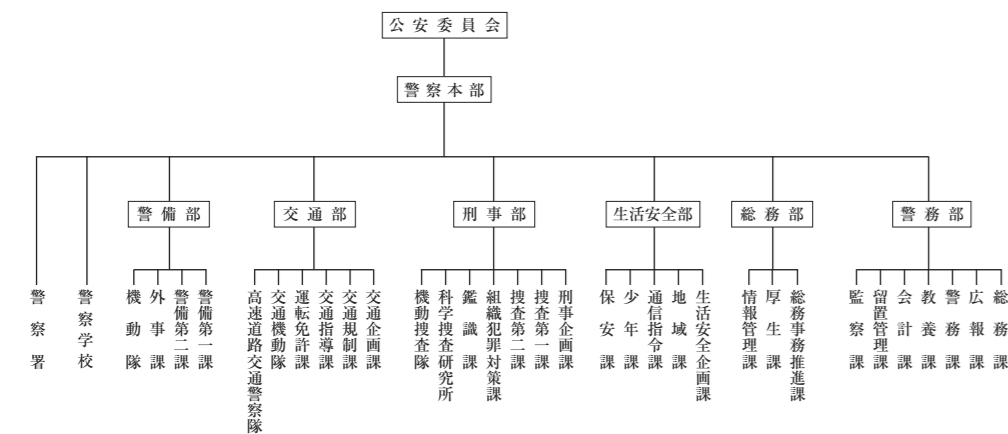 公安委員会
警察本部
警備部
交通部
刑事部
生活安全部
総務部
警務部
総務課
広報課
警務課
教養課
会計課
留置管理課
監察課
総務事務推進課
厚生課
情報管理課
生活安全企画課
地域課
通信指令課
少年課
保安課
刑事企画課
捜査第一課
捜査第二課
組織犯罪対策課
鑑識課
科学捜査研究所
機動捜査隊
交通企画課
交通規制課
交通指導課
運転免許課
交通機動隊
高速道路交通警察隊
警備第一課
警備第二課
外事課
機動隊
警察学校
警察署